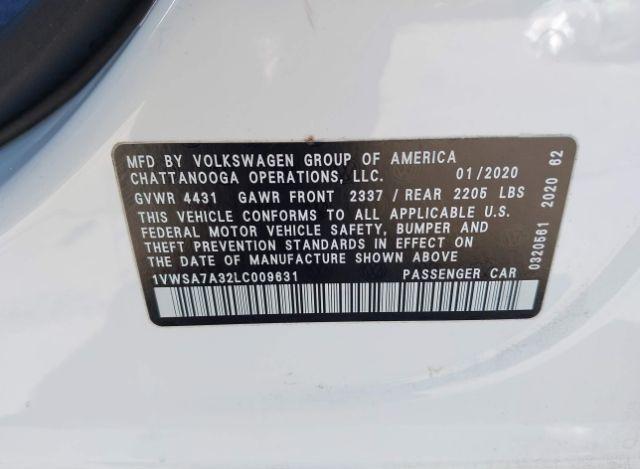 MFD BY VOLKSWAGEN GROUP OF AMERICA
CHATTANOOGA OPERATIONS, LLC. 01/2020
GVWR 4431 GAWR FRONT 2337 / REAR 2205 LBS
THIS VEHICLE CONFORMS TO ALL APPLICABLE U.S.
FEDERAL MOTOR VEHICLE SAFETY, BUMPER AND
THEFT PREVENTION STANDARDS IN EFFECT ON
THE DATE OF MANUFACTURE SHOWN ABOVE
1VWSA7A32LC009631 PASSENGER CAR
0320561 2020 62